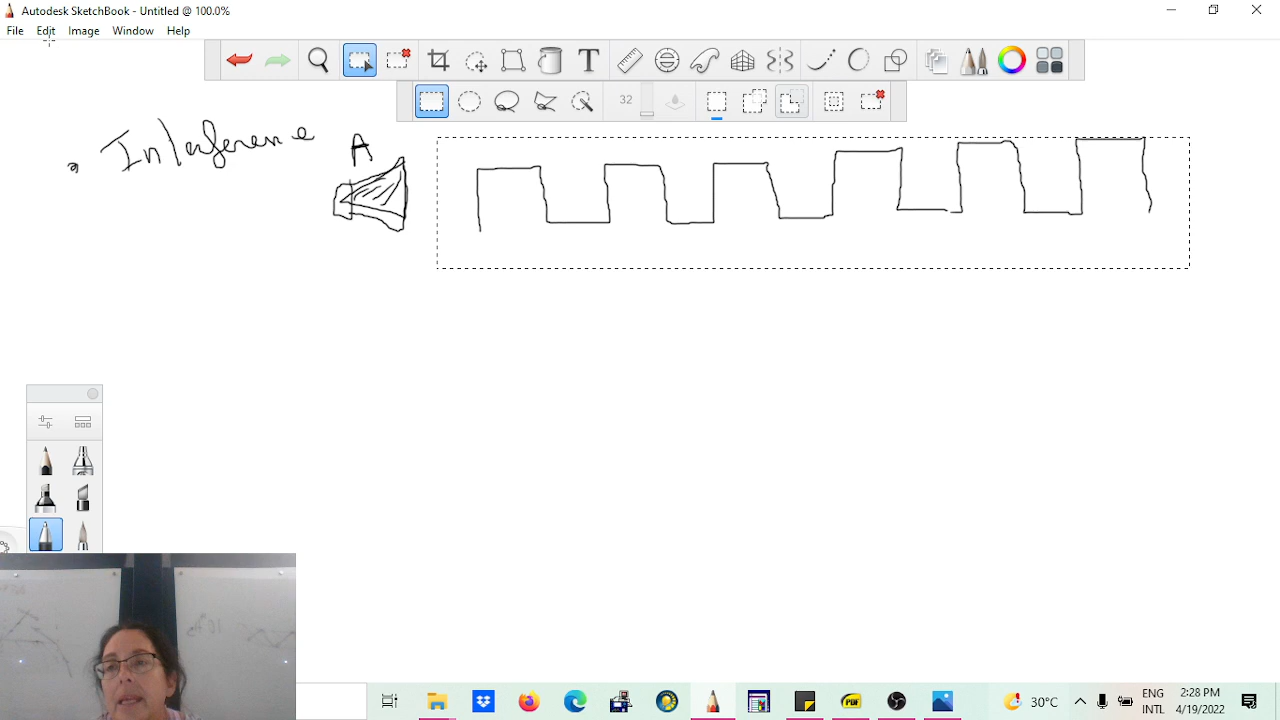 Autodesk SketchBook - Untitled @ 100.0%
File Edit Image Window Help
32
Interference
A
30°C
ENG
INTL
2:28 PM
4/19/2022